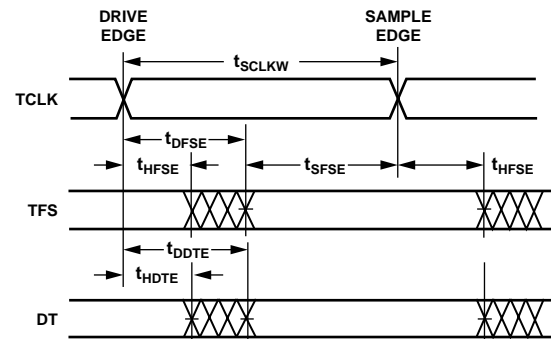 DRIVE
EDGE
SAMPLE
EDGE
tSCLKW
TCLK
tDFSE
tHFSE
tSFSE
tHFSE
TFS
tDDTE
tHDTE
DT